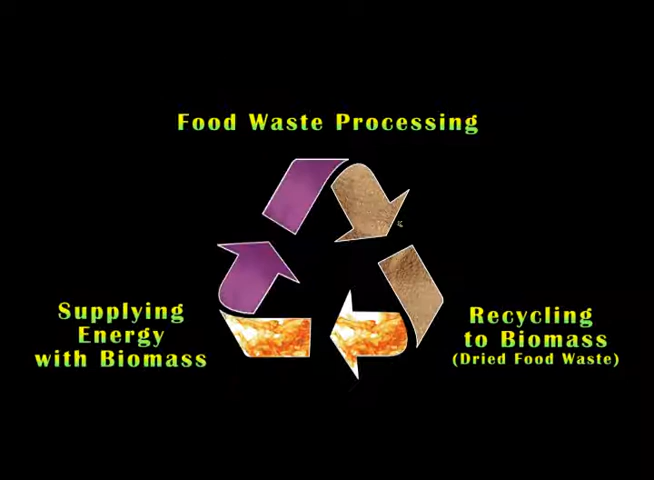 Food Waste Processing
Supplying
Energy
with Biomass
Recycling
to Biomass
(Dried Food Waste)